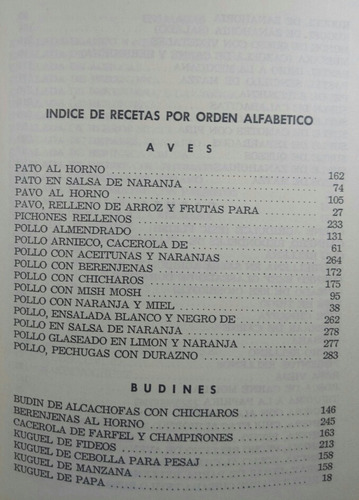 INDICE DE RECETAS POR ORDEN ALFABETICO
AVES
PATO AL HORNO 162
PATO EN SALSA DE NARANJA 74
PAVO AL HORNO 105
PAVO, RELLENO DE ARROZ Y FRUTAS PARA 27
PICHONES RELLENOS 233
POLLO ALMENDRADO 131
POLLO ARNIECO, CACEROLA DE 61
POLLO CON ACEITUNAS Y NARANJAS 264
POLLO CON BERENJENAS 172
POLLO CON CHICHAROS 175
POLLO CON MISH MOSH 95
POLLO CON NARANJA Y MIEL 38
POLLO, ENSALADA BLANCO Y NEGRO DE 262
POLLO EN SALSA DE NARANJA 278
POLLO GLASEADO EN LIMON Y NARANJA 277
POLLO, PECHUGAS CON DURAZNO 283
BUDINES
BUDIN DE ALCACHOFAS CON CHICHAROS 146
BERENJENAS AL HORNO 245
CACEROLA DE FARFEL Y CHAMPIÑONES 163
KUGUEL DE FIDEOS 213
KUGUEL DE CEBOLLA PARA PESAJ 158
KUGUEL DE MANZANA 158
KUGUEL DE PAPA 18